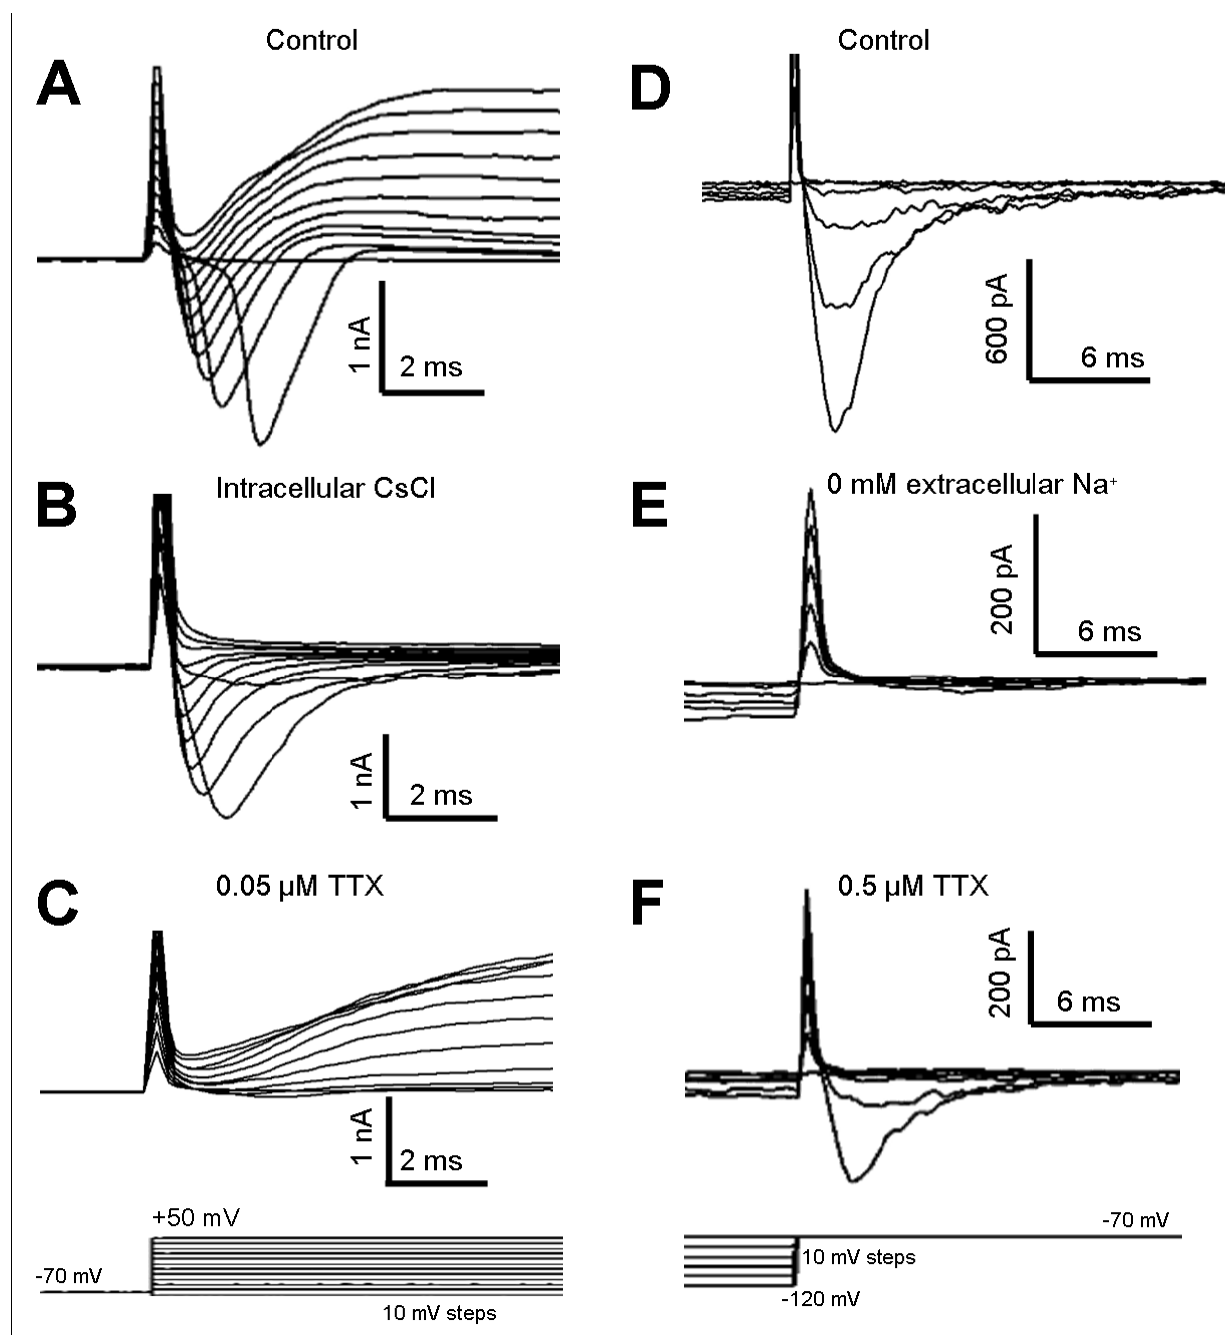 Control
A
1 nA
2 ms
Intracellular CsCl
B
1 nA
2 ms
0.05 µM TTX
C
1 nA
2 ms
+50 mV
-70 mV
10 mV steps
Control
D
600 pA
6 ms
0 mM extracellular Na⁺
E
200 pA
6 ms
0.5 µM TTX
F
200 pA
6 ms
-70 mV
10 mV steps
-120 mV